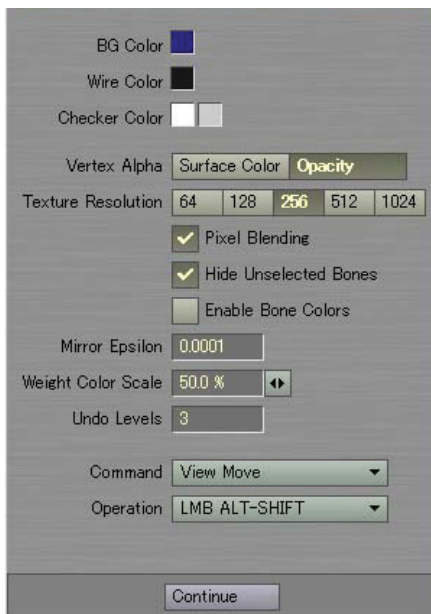 BG Color
Wire Color
Checker Color
Vertex Alpha Surface Color Opacity
Texture Resolution 64 128 256 512 1024
Pixel Blending
Hide Unselected Bones
Enable Bone Colors
Mirror Epsilon 0.0001
Weight Color Scale 50.0 %
Undo Levels 3
Command View Move
Operation LMB ALT-SHIFT
Continue